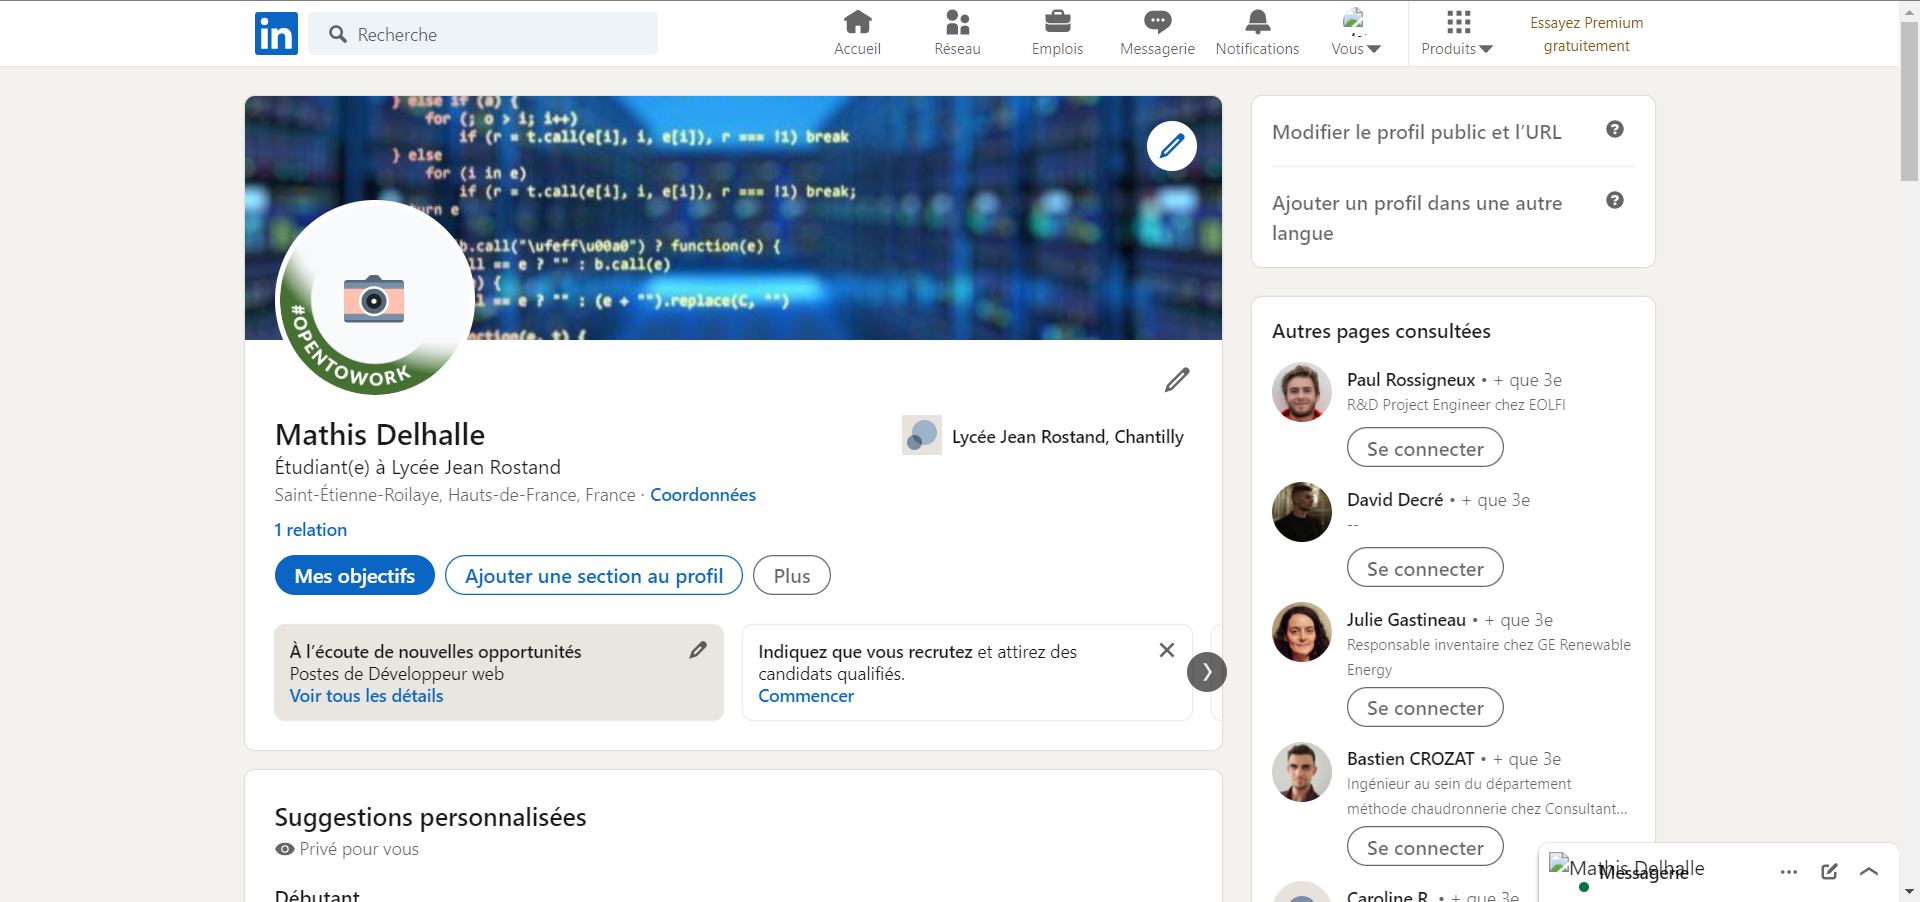 in
Recherche
Accueil
Réseau
Emplois
Messagerie
Notifications
Vous
Produits
Essayez Premium
gratuitement
} else if (a) {
for (; o > i; i++)
if (r = t.call(e[i], i, e[i]), r === !1) break
} else
for (i in e)
if (r = t.call(e[i], i, e[i]), r === !1) break;
urn e
b.call("\ufeff\u00a0") ? function(e) {
ll == e ? "" : b.call(e)
) {
ll == e ? "" : (e + "").replace(C, "")
nction(e, t) {
#OPENTOWORK
Mathis Delhalle
Étudiant(e) à Lycée Jean Rostand
Saint-Étienne-Roilaye, Hauts-de-France, France · Coordonnées
1 relation
Lycée Jean Rostand, Chantilly
Mes objectifs
Ajouter une section au profil
Plus
À l’écoute de nouvelles opportunités
Postes de Développeur web
Voir tous les détails
Indiquez que vous recrutez et attirez des
candidats qualifiés.
Commencer
Suggestions personnalisées
Privé pour vous
Débutant
Modifier le profil public et l’URL
Ajouter un profil dans une autre
langue
Autres pages consultées
Paul Rossigneux • + que 3e
R&D Project Engineer chez EOLFI
Se connecter
David Decré • + que 3e
--
Se connecter
Julie Gastineau • + que 3e
Responsable inventaire chez GE Renewable
Energy
Se connecter
Bastien CROZAT • + que 3e
Ingénieur au sein du département
méthode chaudronnerie chez Consultant...
Se connecter
Caroline R. • + que 3e
Mathis Delhalle
Messagerie